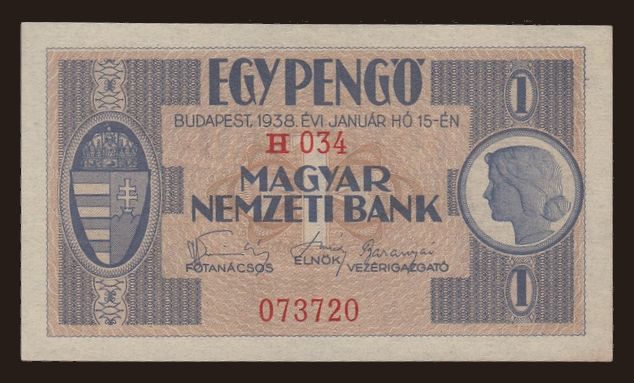 EGY PENGŐ
1
BUDAPEST, 1938. ÉVI JANUÁR HÓ 15-ÉN
H 034
MAGYAR
NEMZETI BANK
Baranyai
FŐTANÁCSOS ELNÖK VEZÉRIGAZGATÓ
1
073720